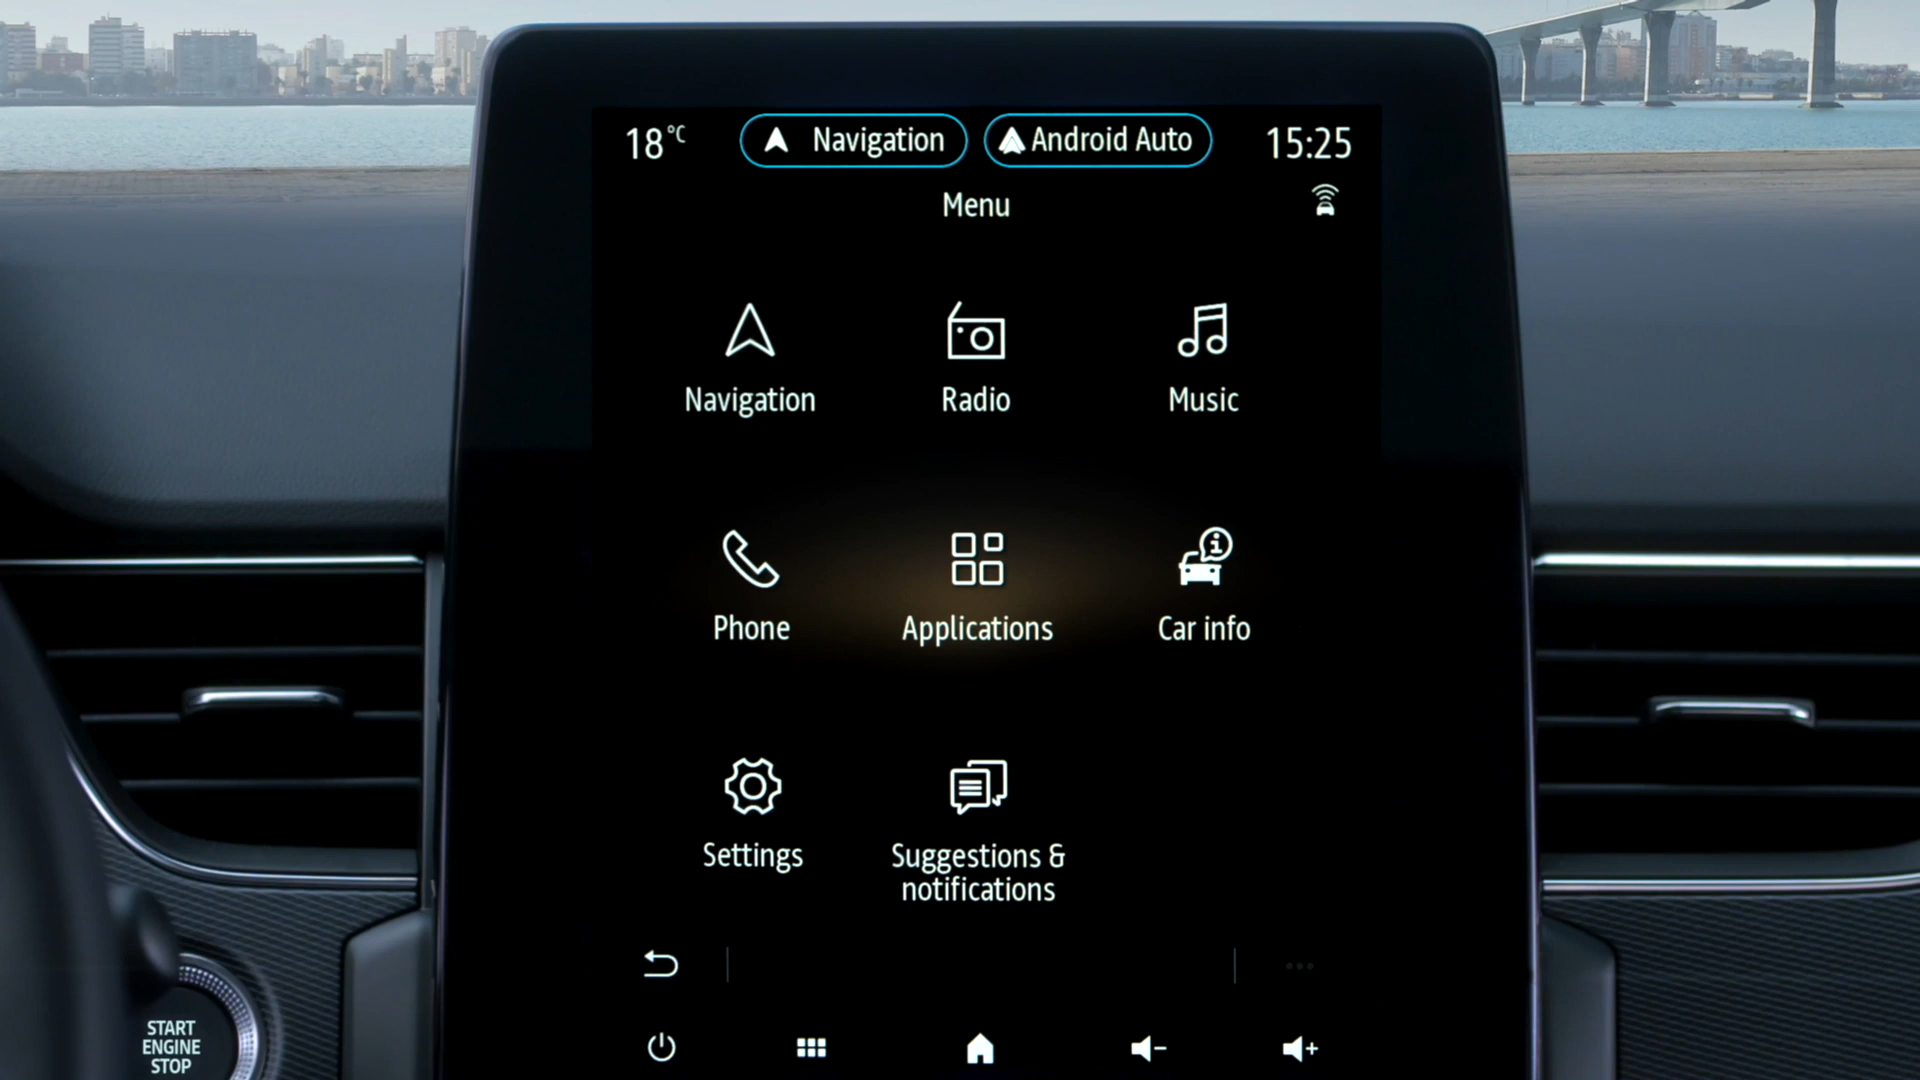 18°C Navigation Android Auto 15:25
Menu
Navigation Radio Music
Phone Applications Car info
Settings Suggestions &
notifications
START
ENGINE
STOP